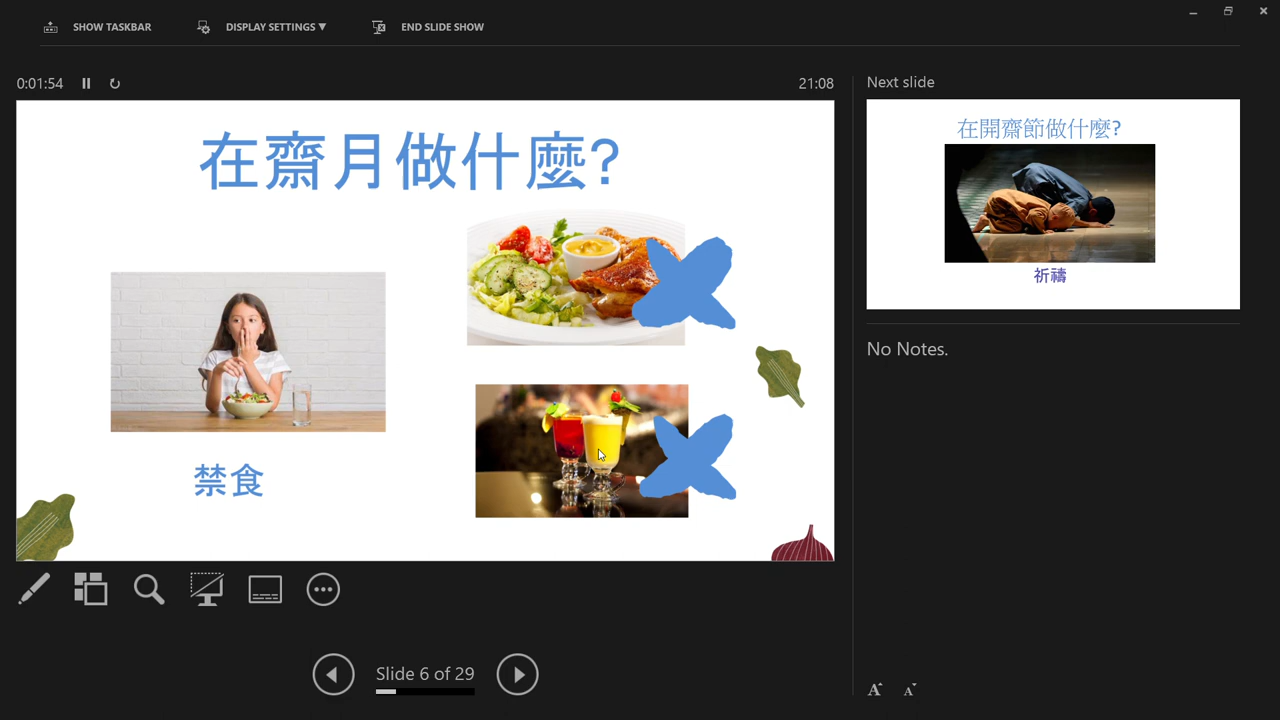 SHOW TASKBAR
DISPLAY SETTINGS ▼
END SLIDE SHOW
0:01:54
21:08
在齋月做什麼?
禁食
Slide 6 of 29
Next slide
在開齋節做什麼?
祈禱
No Notes.
A
A